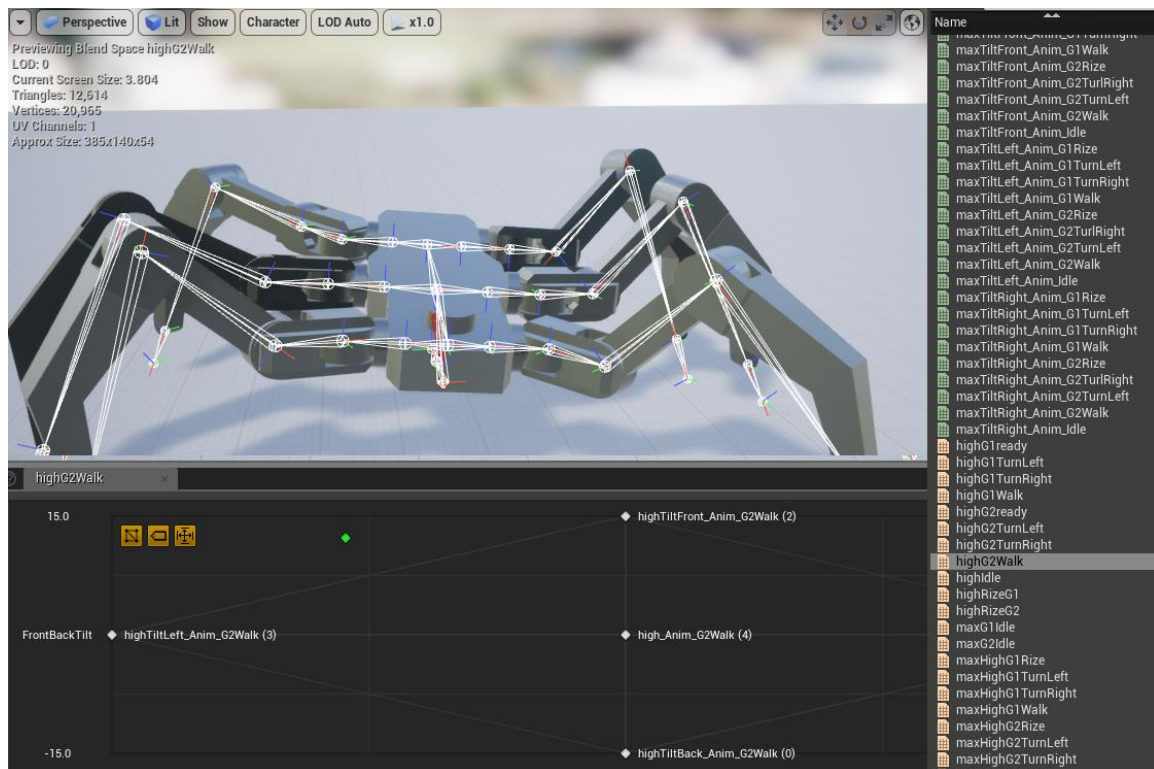 Perspective
Lit
Show
Character
LOD Auto
x1.0
Previewing Blend Space highG2Walk
LOD: 0
Current Screen Size: 3.804
Triangles: 12,614
Vertices: 20,965
UV Channels: 1
Approx Size: 385x140x54
highG2Walk
15.0
highTiltFront_Anim_G2Walk (2)
FrontBackTilt
highTiltLeft_Anim_G2Walk (3)
high_Anim_G2Walk (4)
-15.0
highTiltBack_Anim_G2Walk (0)
Name
maxTiltFront_Anim_G1TurnRight
maxTiltFront_Anim_G1Walk
maxTiltFront_Anim_G2Rize
maxTiltFront_Anim_G2TurlRight
maxTiltFront_Anim_G2TurnLeft
maxTiltFront_Anim_G2Walk
maxTiltFront_Anim_Idle
maxTiltLeft_Anim_G1Rize
maxTiltLeft_Anim_G1TurnLeft
maxTiltLeft_Anim_G1TurnRight
maxTiltLeft_Anim_G1Walk
maxTiltLeft_Anim_G2Rize
maxTiltLeft_Anim_G2TurlRight
maxTiltLeft_Anim_G2TurnLeft
maxTiltLeft_Anim_G2Walk
maxTiltLeft_Anim_Idle
maxTiltRight_Anim_G1Rize
maxTiltRight_Anim_G1TurnLeft
maxTiltRight_Anim_G1TurnRight
maxTiltRight_Anim_G1Walk
maxTiltRight_Anim_G2Rize
maxTiltRight_Anim_G2TurlRight
maxTiltRight_Anim_G2TurnLeft
maxTiltRight_Anim_G2Walk
maxTiltRight_Anim_Idle
highG1ready
highG1TurnLeft
highG1TurnRight
highG1Walk
highG2ready
highG2TurnLeft
highG2TurnRight
highG2Walk
highIdle
highRizeG1
highRizeG2
maxG1Idle
maxG2Idle
maxHighG1Rize
maxHighG1TurnLeft
maxHighG1TurnRight
maxHighG1Walk
maxHighG2Rize
maxHighG2TurnLeft
maxHighG2TurnRight